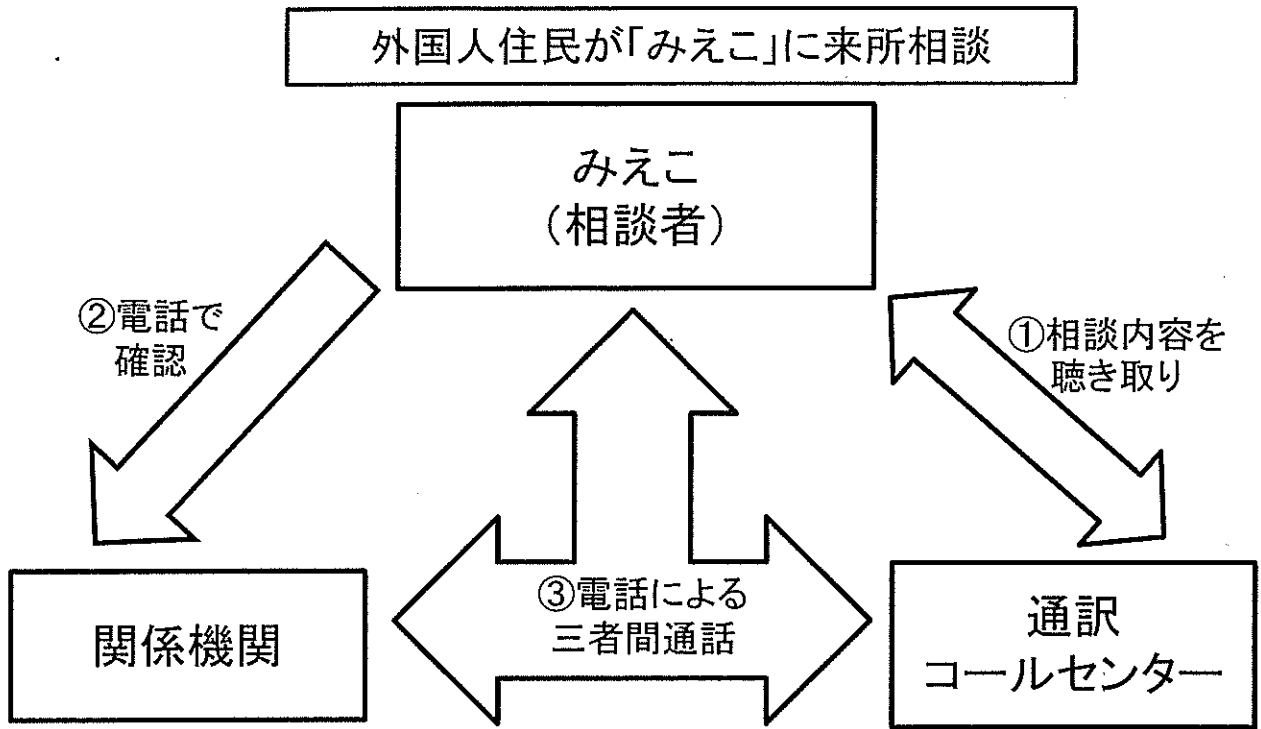 外国人住民が「みえこ」に来所相談
みえこ
（相談者）
②電話で
確認
①相談内容を
聴き取り
③電話による
三者間通話
関係機関
通訳
コールセンター